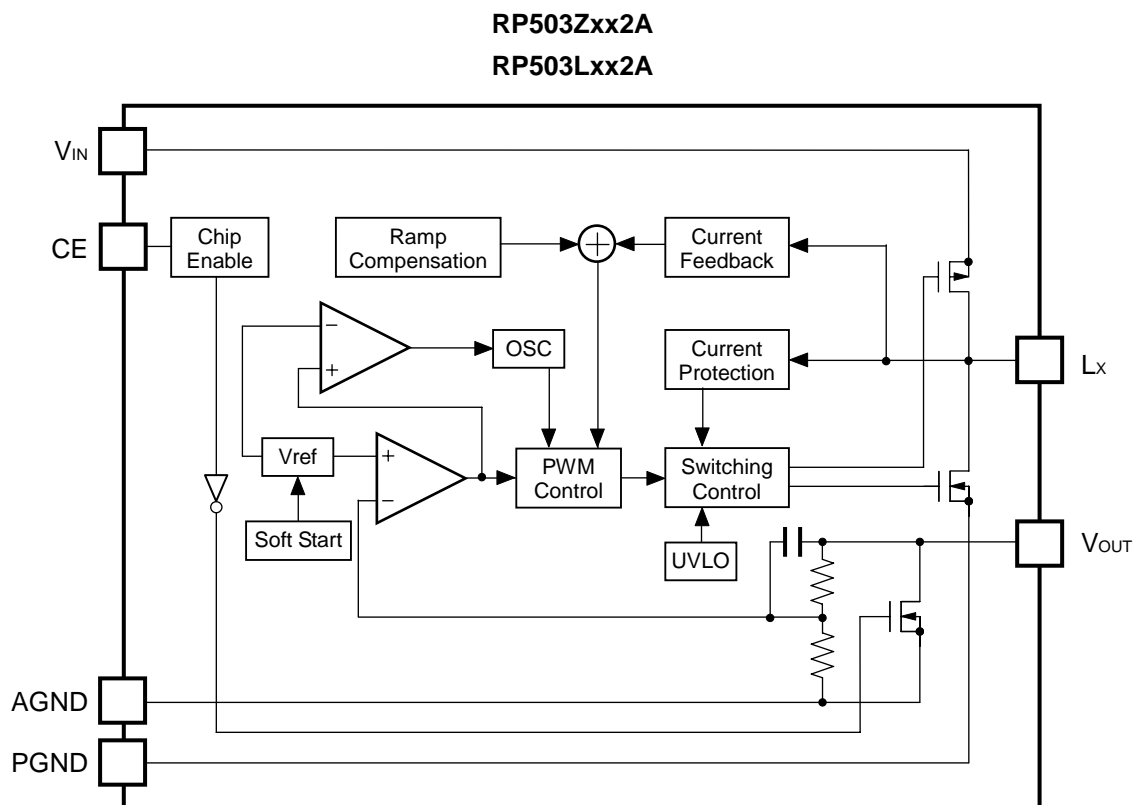 RP503Zxx2A
RP503Lxx2A
VIN
CE
Chip
Enable
Ramp
Compensation
+
Current
Feedback
−
+
OSC
Current
Protection
LX
Vref
+
−
PWM
Control
Switching
Control
Soft Start
UVLO
VOUT
AGND
PGND